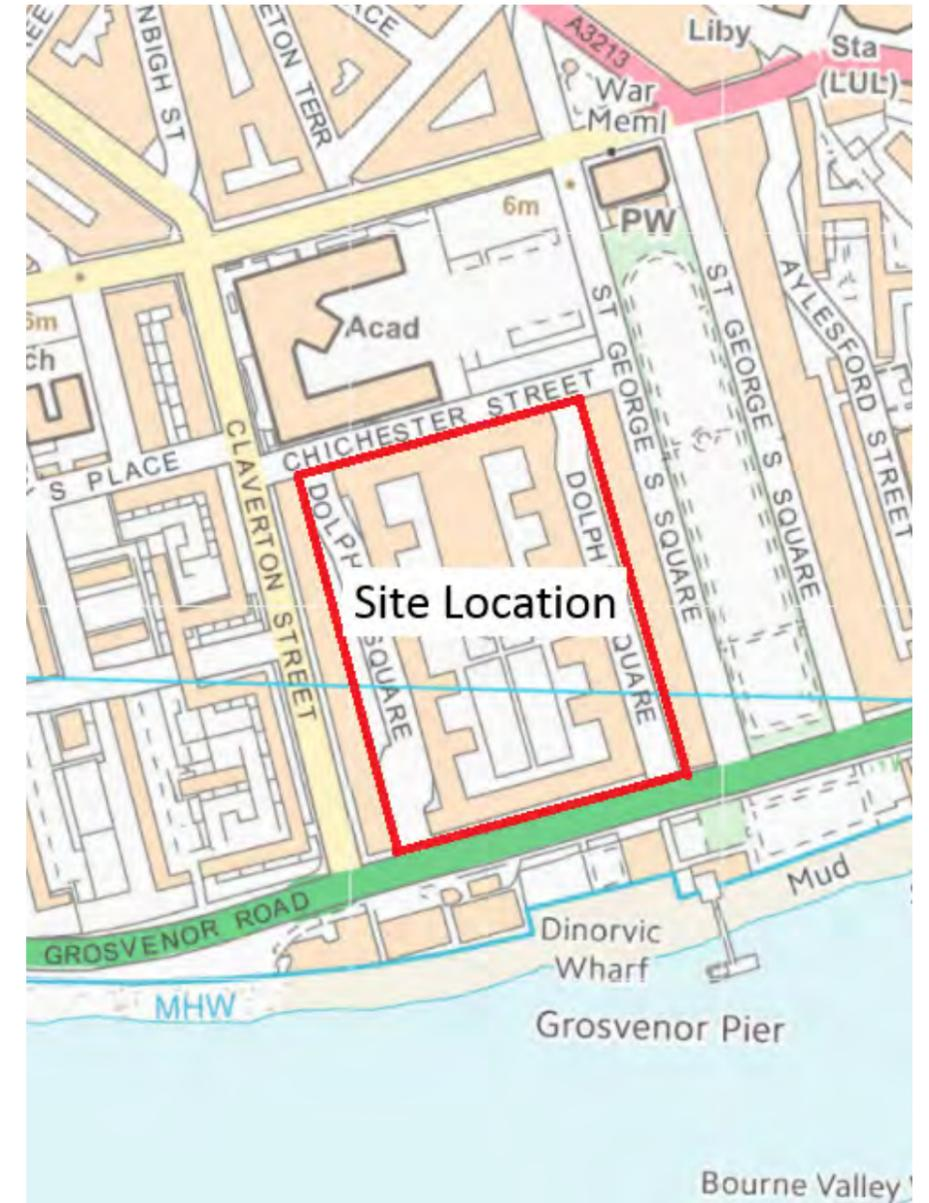 NBIGH ST
ETON TERR
ACE
A3213
Liby
Sta
(LUL)
War
Meml
6m
PW
ST GEORGE'S SQUARE
ST GEORGE'S SQUARE
AYLESFORD STREET
Acad
6m
ch
CHICHESTER STREET
S PLACE
CLAVERTON STREET
DOLPH
SQUARE
DOLPH
QUARE
Site Location
GROSVENOR ROAD
MHW
Mud
Dinorvic
Wharf
Grosvenor Pier
Bourne Valley